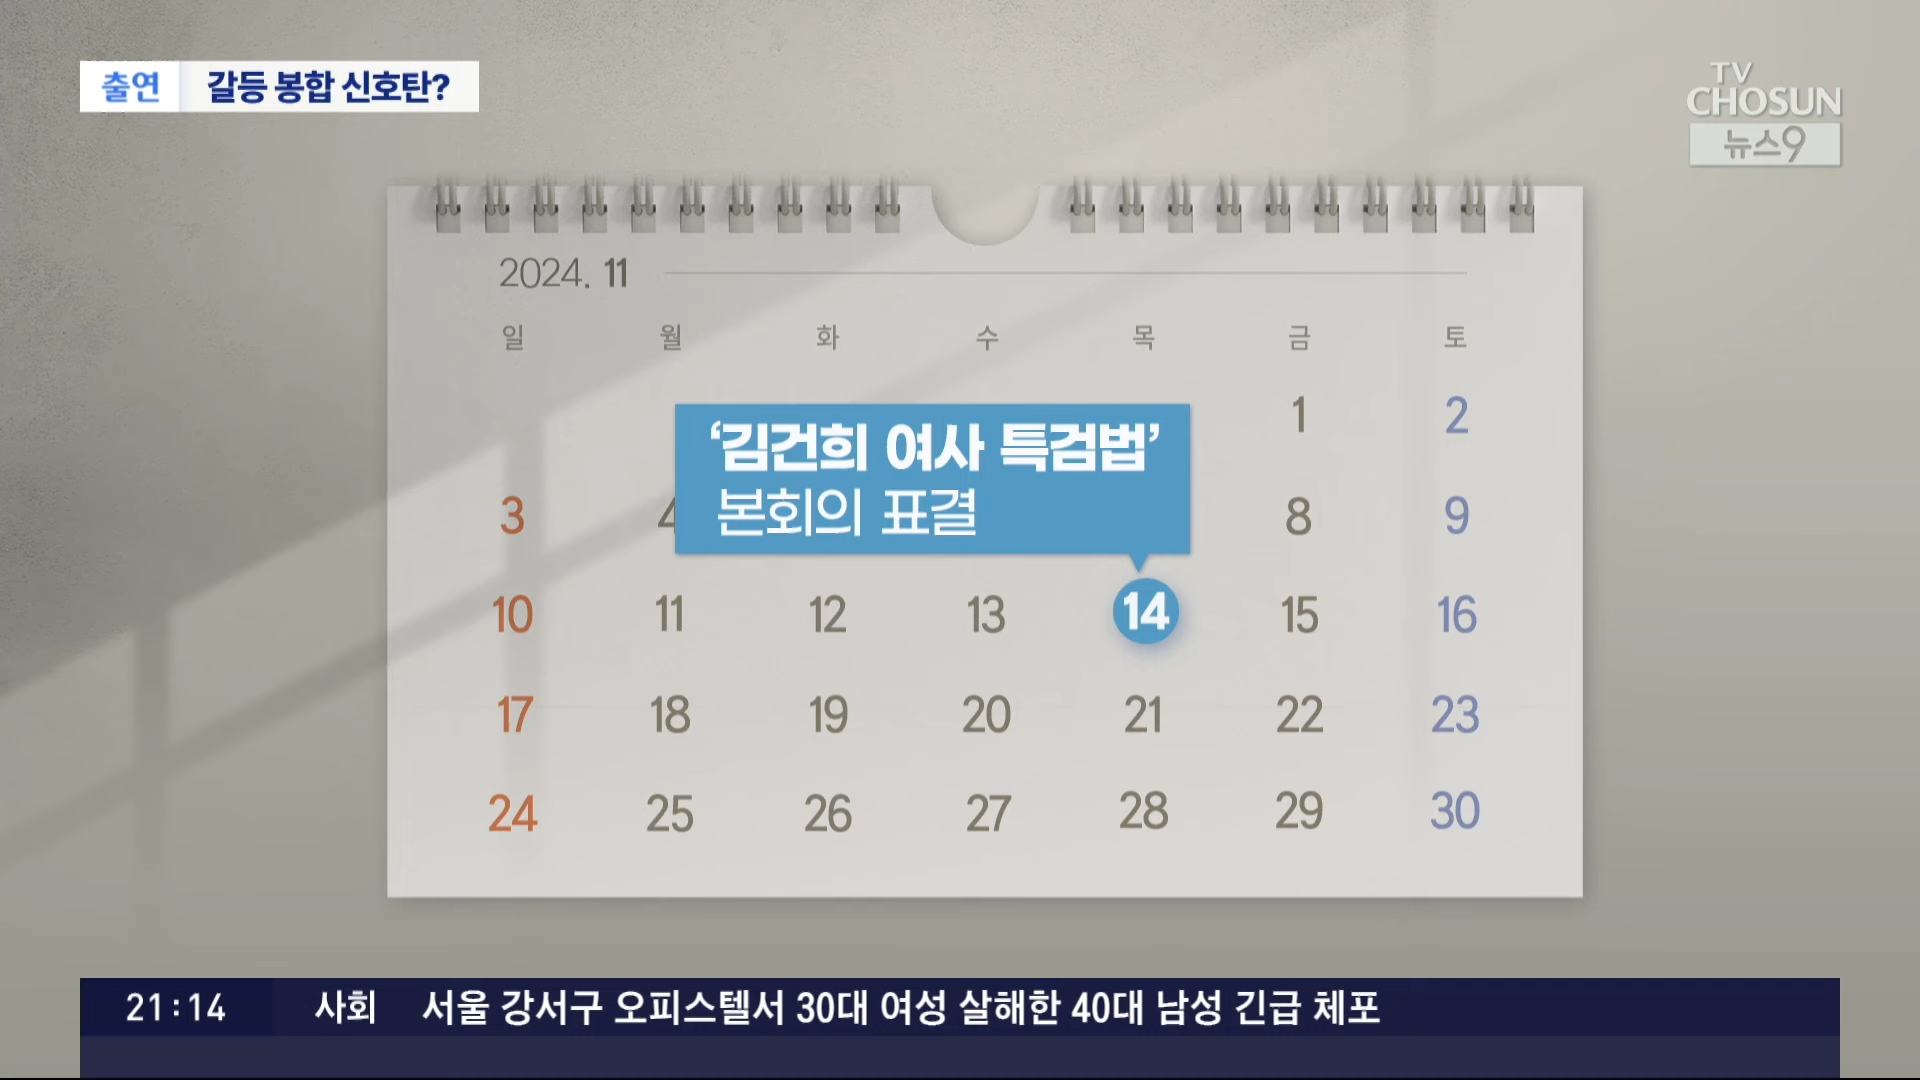 출연 갈등 봉합 신호탄?
TV
CHOSUN
뉴스9
2024. 11
일 월 화 수 목 금 토
1 2
‘김건희 여사 특검법’
본회의 표결
3 4 8 9
10 11 12 13 14 15 16
17 18 19 20 21 22 23
24 25 26 27 28 29 30
21:14 사회 서울 강서구 오피스텔서 30대 여성 살해한 40대 남성 긴급 체포